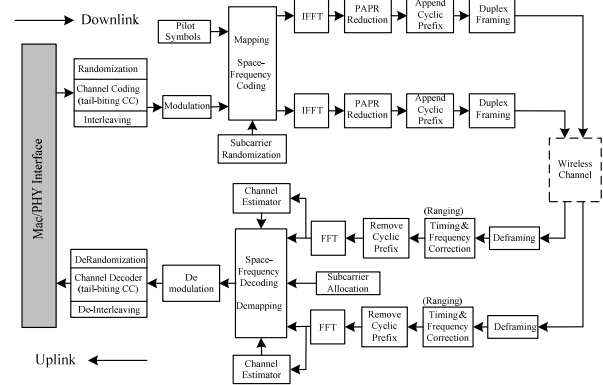 Downlink
Pilot
Symbols
Mapping
Space-
Frequency
Coding
IFFT
PAPR
Reduction
Append
Cyclic
Prefix
Duplex
Framing
Randomization
Channel Coding
(tail-biting CC)
Interleaving
Modulation
IFFT
PAPR
Reduction
Append
Cyclic
Prefix
Duplex
Framing
Subcarrier
Randomization
Wireless
Channel
Mac/PHY Interface
Channel
Estimator
FFT
Remove
Cyclic
Prefix
(Ranging)
Timing&
Frequency
Correction
Deframing
DeRandomization
Channel Decoder
(tail-biting CC)
De-Interleaving
De
modulation
Space-
Frequency
Decoding
Demapping
Subcarrier
Allocation
FFT
Remove
Cyclic
Prefix
(Ranging)
Timing&
Frequency
Correction
Deframing
Channel
Estimator
Uplink